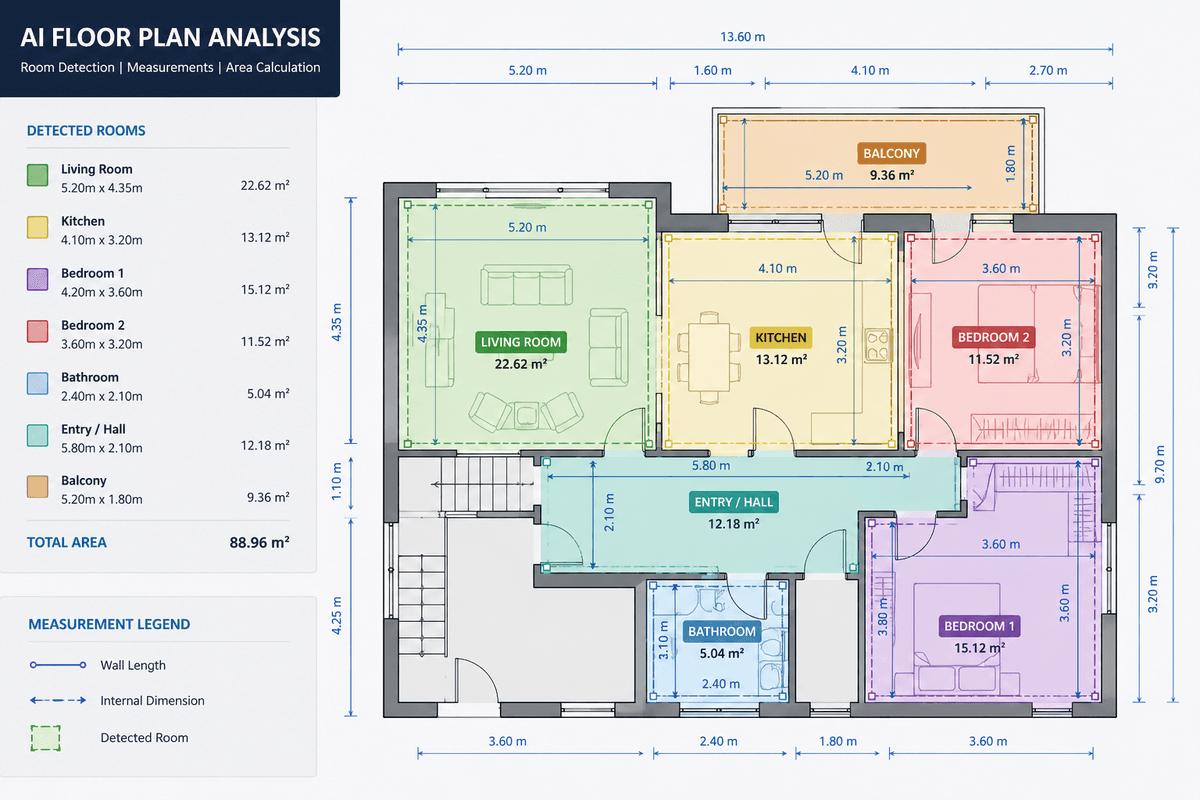 AI FLOOR PLAN ANALYSIS
Room Detection | Measurements | Area Calculation
DETECTED ROOMS
Living Room
5.20m x 4.35m 22.62 m²
Kitchen
4.10m x 3.20m 13.12 m²
Bedroom 1
4.20m x 3.60m 15.12 m²
Bedroom 2
3.60m x 3.20m 11.52 m²
Bathroom
2.40m x 2.10m 5.04 m²
Entry / Hall
5.80m x 2.10m 12.18 m²
Balcony
5.20m x 1.80m 9.36 m²
TOTAL AREA 88.96 m²
MEASUREMENT LEGEND
Wall Length
Internal Dimension
Detected Room
13.60 m
5.20 m 1.60 m 4.10 m 2.70 m
BALCONY
5.20 m 9.36 m²
1.80 m
4.35 m
1.10 m
4.25 m
5.20 m
4.35 m
LIVING ROOM
22.62 m²
4.10 m
KITCHEN
13.12 m²
3.20 m
3.60 m
BEDROOM 2
11.52 m²
3.20 m
5.80 m 2.10 m
2.10 m
ENTRY / HALL
12.18 m²
3.10 m
BATHROOM
5.04 m²
2.40 m
3.60 m
3.80 m
BEDROOM 1
15.12 m²
3.60 m
3.20 m
9.70 m
3.20 m
3.60 m 2.40 m 1.80 m 3.60 m